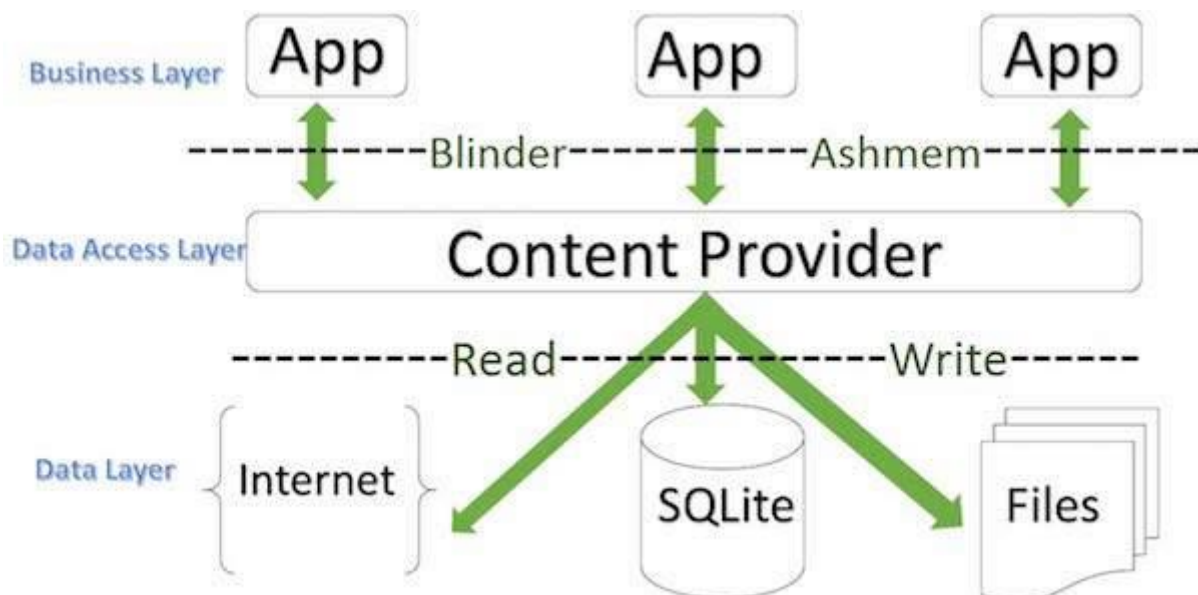 App App App
Business Layer
Blinder Ashmem
Data Access Layer
Content Provider
Read Write
Data Layer
Internet
SQLite
Files